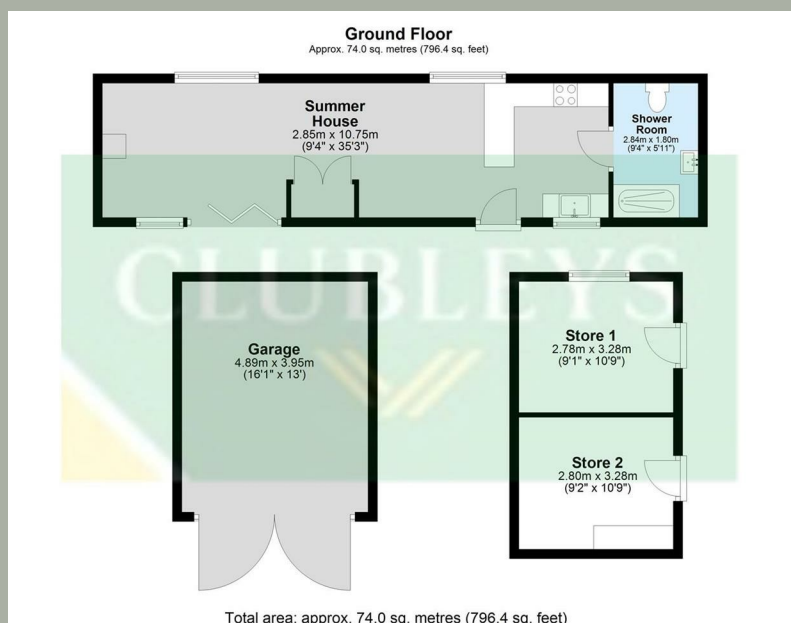 Ground Floor
Approx. 74.0 sq. metres (796.4 sq. feet)
Summer
House
2.85m x 10.75m
(9'4" x 35'3")
Shower
Room
2.84m x 1.80m
(9'4" x 5'11")
CLUBLEYS
Garage
4.89m x 3.95m
(16'1" x 13')
Store 1
2.78m x 3.28m
(9'1" x 10'9")
Store 2
2.80m x 3.28m
(9'2" x 10'9")
Total area: approx. 74.0 sq. metres (796.4 sq. feet)